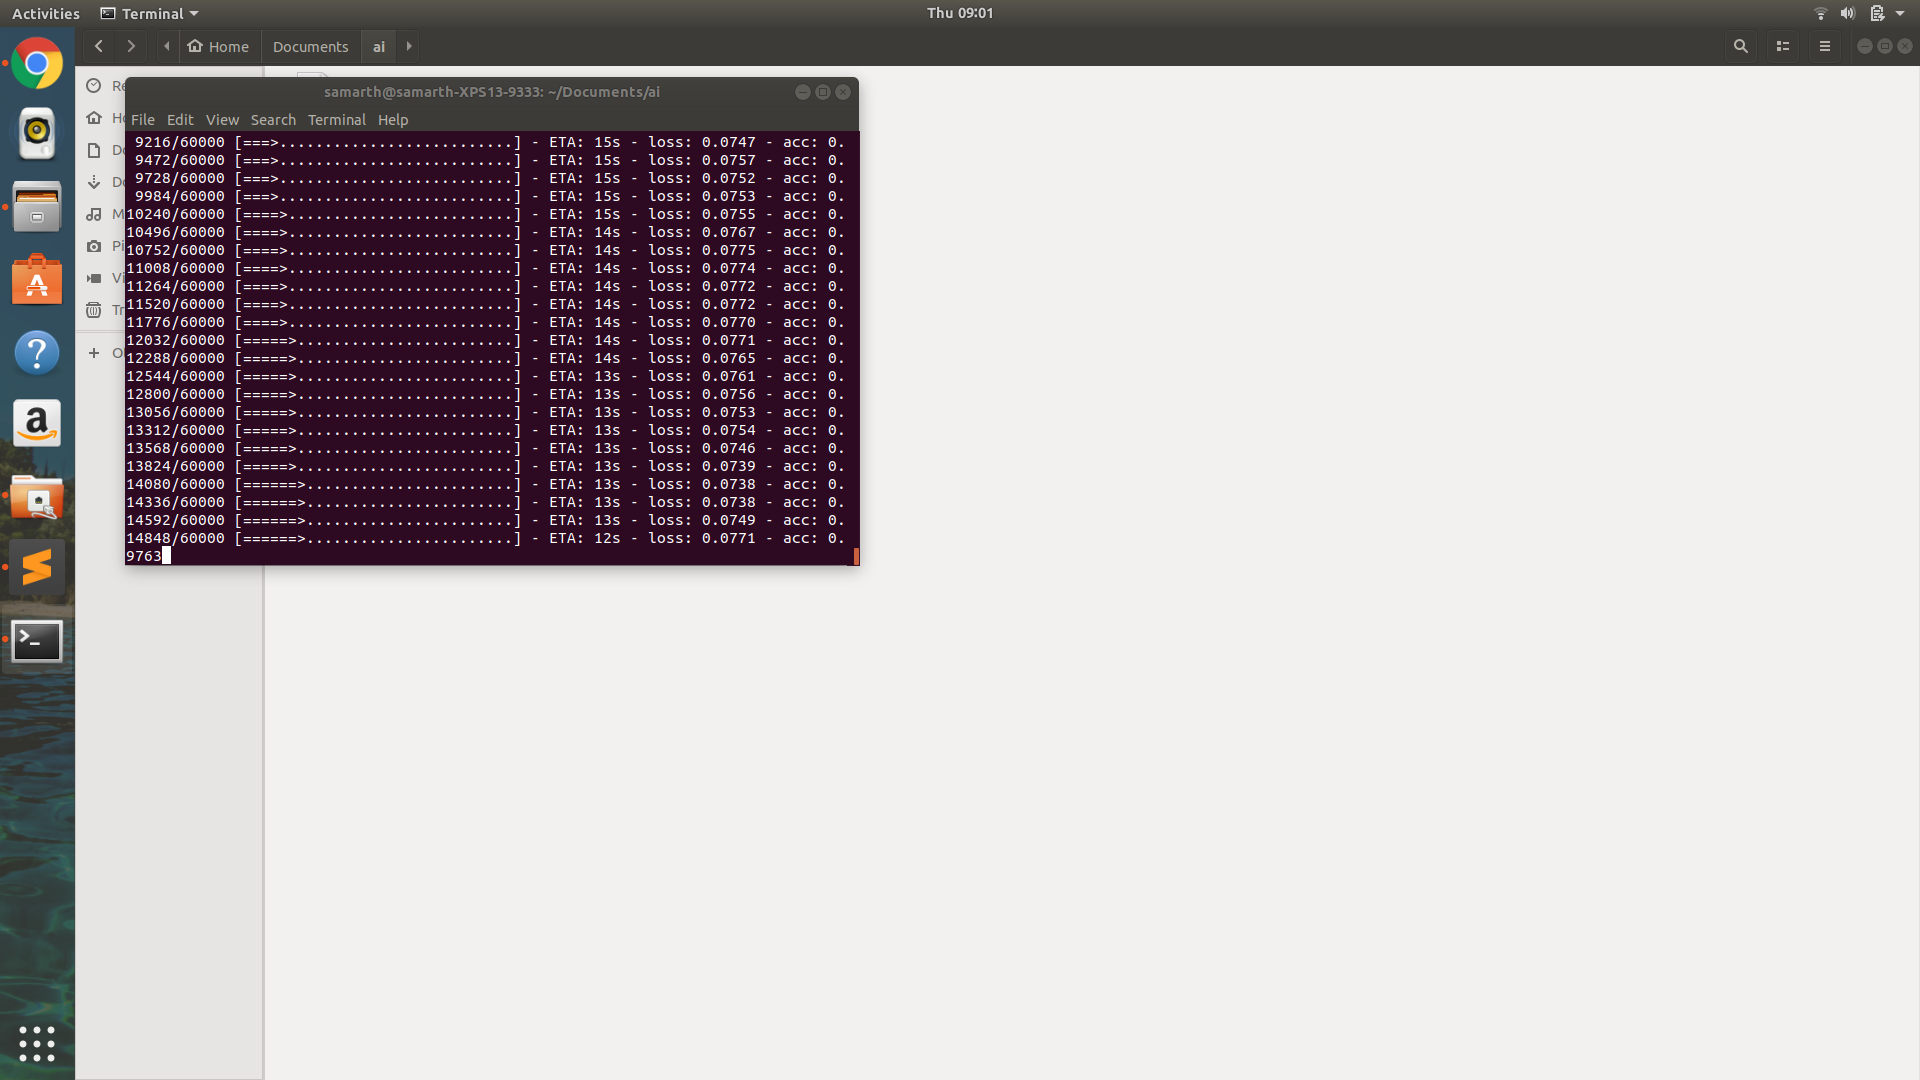 Activities Terminal Thu 09:01
Home Documents ai
samarth@samarth-XPS13-9333: ~/Documents/ai
File Edit View Search Terminal Help
9216/60000 [===>..........................] - ETA: 15s - loss: 0.0747 - acc: 0.
9472/60000 [===>..........................] - ETA: 15s - loss: 0.0757 - acc: 0.
9728/60000 [===>..........................] - ETA: 15s - loss: 0.0752 - acc: 0.
9984/60000 [===>..........................] - ETA: 15s - loss: 0.0753 - acc: 0.
10240/60000 [====>.........................] - ETA: 15s - loss: 0.0755 - acc: 0.
10496/60000 [====>.........................] - ETA: 14s - loss: 0.0767 - acc: 0.
10752/60000 [====>.........................] - ETA: 14s - loss: 0.0775 - acc: 0.
11008/60000 [====>.........................] - ETA: 14s - loss: 0.0774 - acc: 0.
11264/60000 [====>.........................] - ETA: 14s - loss: 0.0772 - acc: 0.
11520/60000 [====>.........................] - ETA: 14s - loss: 0.0772 - acc: 0.
11776/60000 [====>.........................] - ETA: 14s - loss: 0.0770 - acc: 0.
12032/60000 [=====>........................] - ETA: 14s - loss: 0.0771 - acc: 0.
12288/60000 [=====>........................] - ETA: 14s - loss: 0.0765 - acc: 0.
12544/60000 [=====>........................] - ETA: 13s - loss: 0.0761 - acc: 0.
12800/60000 [=====>........................] - ETA: 13s - loss: 0.0756 - acc: 0.
13056/60000 [=====>........................] - ETA: 13s - loss: 0.0753 - acc: 0.
13312/60000 [=====>........................] - ETA: 13s - loss: 0.0754 - acc: 0.
13568/60000 [=====>........................] - ETA: 13s - loss: 0.0746 - acc: 0.
13824/60000 [=====>........................] - ETA: 13s - loss: 0.0739 - acc: 0.
14080/60000 [======>.......................] - ETA: 13s - loss: 0.0738 - acc: 0.
14336/60000 [======>.......................] - ETA: 13s - loss: 0.0738 - acc: 0.
14592/60000 [======>.......................] - ETA: 13s - loss: 0.0749 - acc: 0.
14848/60000 [======>.......................] - ETA: 12s - loss: 0.0771 - acc: 0.
9763